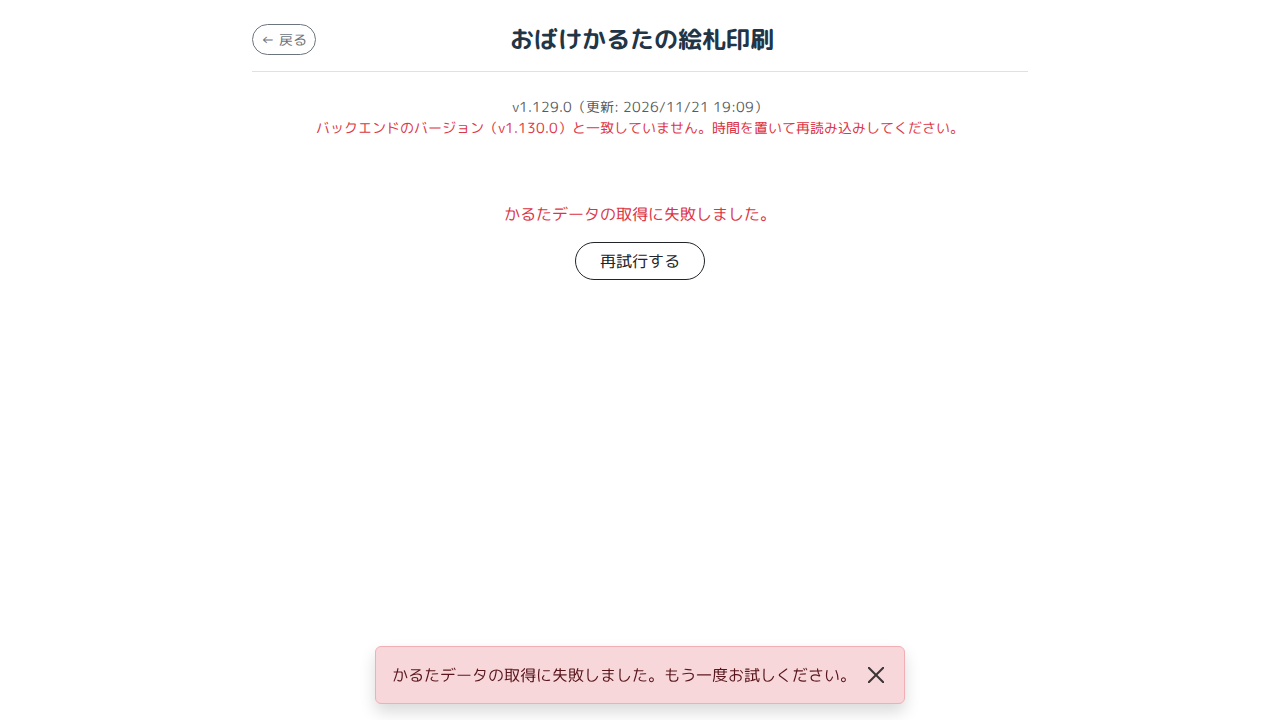 ← 戻る
おばけかるたの絵札印刷
v1.129.0（更新: 2026/11/21 19:09）
バックエンドのバージョン（v1.130.0）と一致していません。時間を置いて再読み込みしてください。
かるたデータの取得に失敗しました。
再試行する
かるたデータの取得に失敗しました。もう一度お試しください。